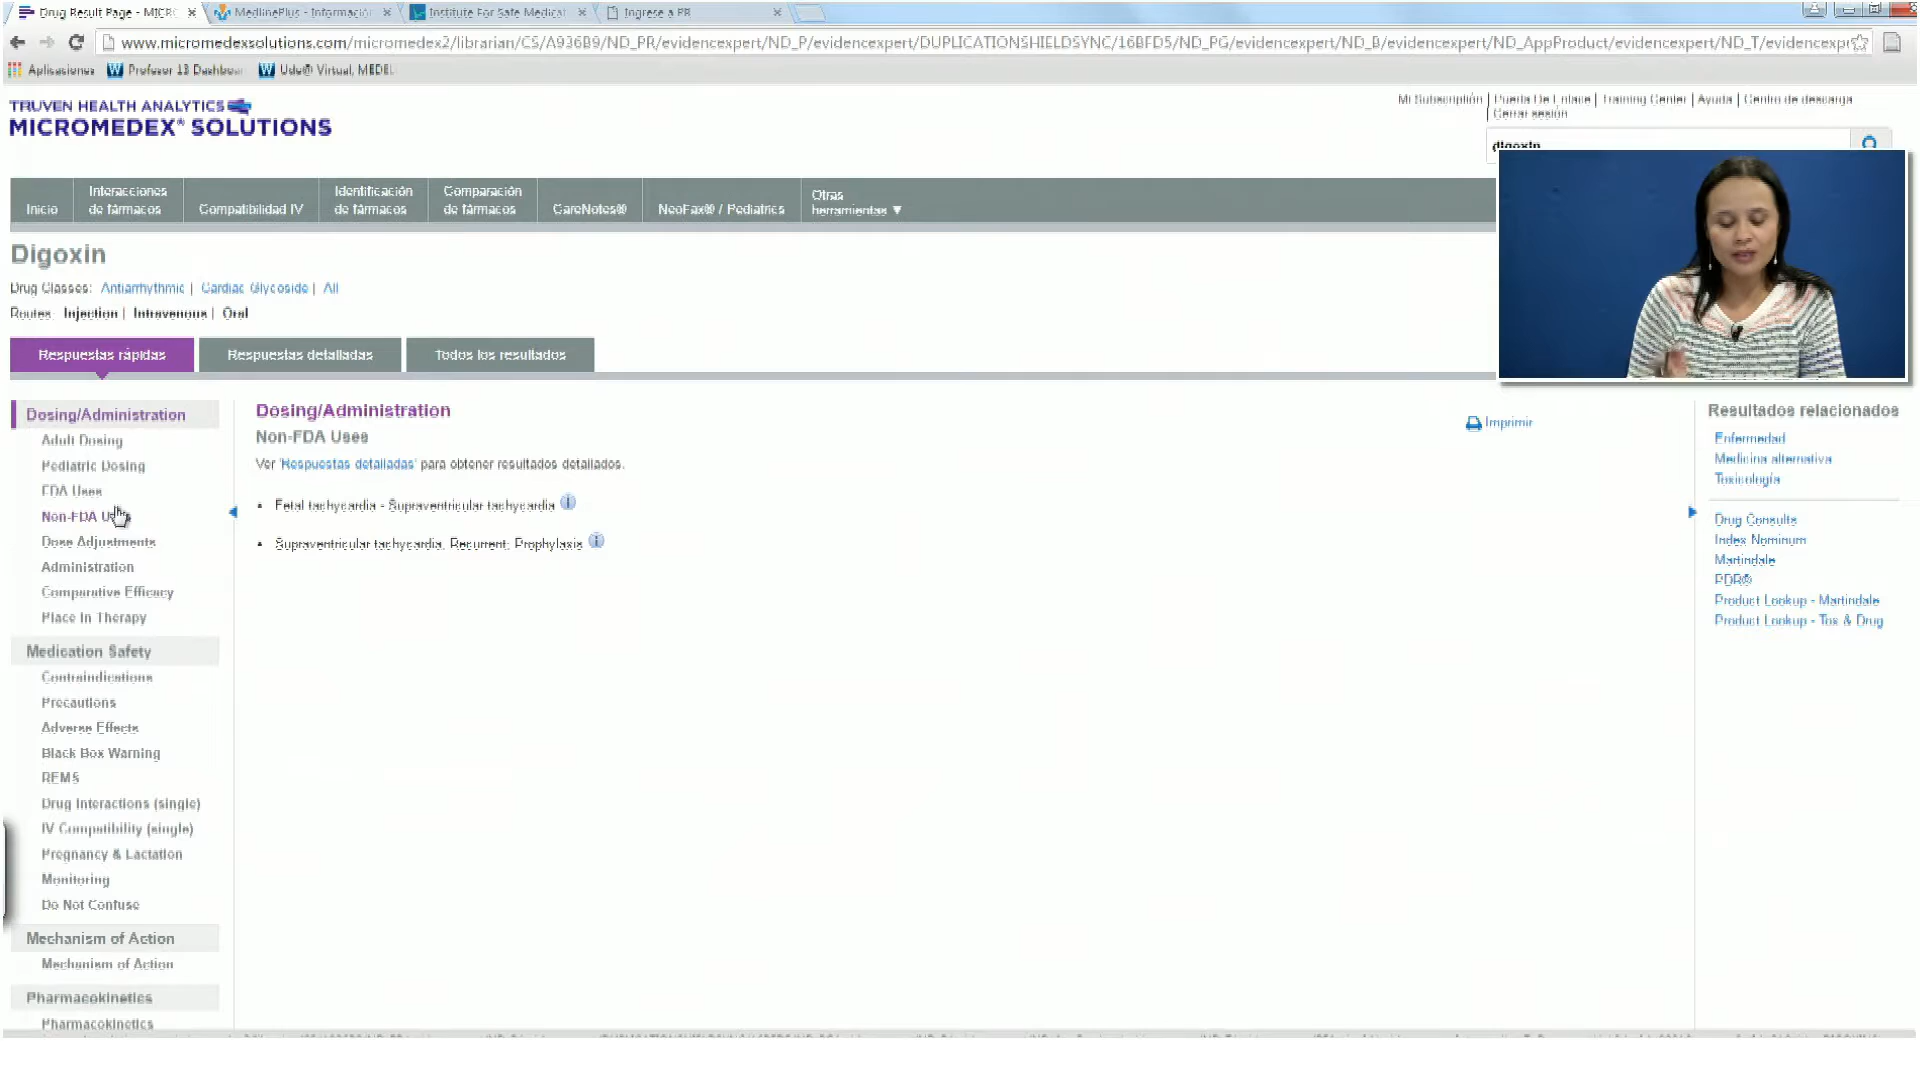 Drug Result Page - MICRO
MedlinePlus - Informació
Institute For Safe Medicat
Ingrese a PR
www.micromedexsolutions.com/micromedex2/librarian/CS/A936B9/ND_PR/evidencexpert/ND_P/evidencexpert/DUPLICATIONSHIELDSYNC/16BFD5/ND_PG/evidencexpert/ND_B/evidencexpert/ND_AppProduct/evidencexpert/ND_T/evidencexp
Aplicaciones Profesor 13 Dashboar Ude@ Virtual, MEDEL
TRUVEN HEALTH ANALYTICS
MICROMEDEX® SOLUTIONS
Mi Subscripción | Puerta De Enlace | Training Center | Ayuda | Centro de descarga
| Cerrar sesión
digoxin
Inicio
Interacciones de fármacos
Compatibilidad IV
Identificación de fármacos
Comparación de fármacos
CareNotes®
NeoFax® / Pediatrics
Otras herramientas ▼
Digoxin
Drug Classes: Antiarrhythmic | Cardiac Glycoside | All
Routes: Injection | Intravenous | Oral
Respuestas rápidas
Respuestas detalladas
Todos los resultados
Dosing/Administration
Adult Dosing
Pediatric Dosing
FDA Uses
Non-FDA U
Dose Adjustments
Administration
Comparative Efficacy
Place In Therapy
Medication Safety
Contraindications
Precautions
Adverse Effects
Black Box Warning
REMS
Drug Interactions (single)
IV Compatibility (single)
Pregnancy & Lactation
Monitoring
Do Not Confuse
Mechanism of Action
Mechanism of Action
Pharmacokinetics
Pharmacokinetics
Dosing/Administration
Imprimir
Non-FDA Uses
Ver 'Respuestas detalladas' para obtener resultados detallados.
• Fetal tachycardia - Supraventricular tachycardia
• Supraventricular tachycardia, Recurrent; Prophylaxis
Resultados relacionados
Enfermedad
Medicina alternativa
Toxicología
Drug Consults
Index Nominum
Martindale
PDR®
Product Lookup - Martindale
Product Lookup - Tox & Drug